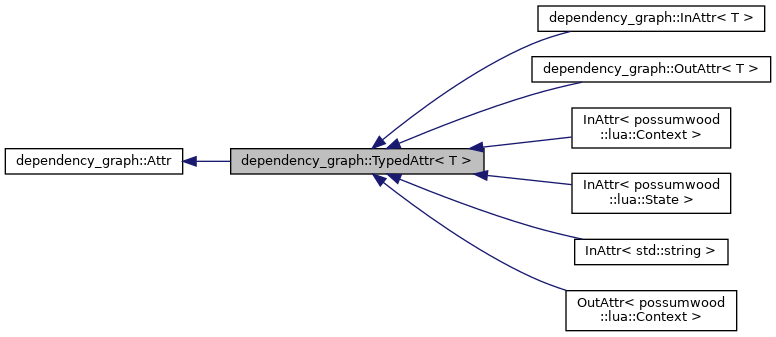 dependency_graph::InAttr< T >
dependency_graph::OutAttr< T >
InAttr< possumwood
::lua::Context >
dependency_graph::Attr
dependency_graph::TypedAttr< T >
InAttr< possumwood
::lua::State >
InAttr< std::string >
OutAttr< possumwood
::lua::Context >